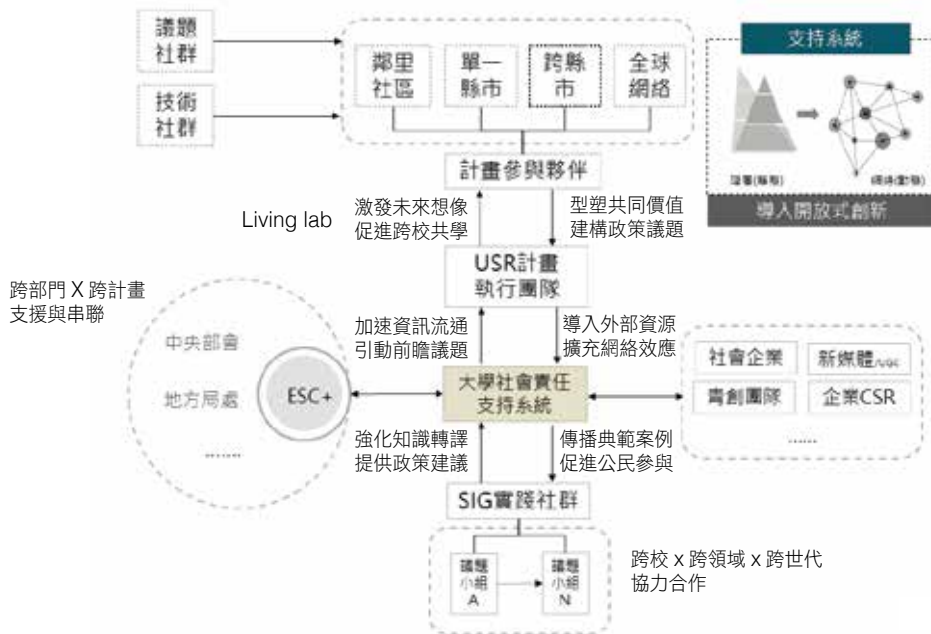 議題
社群
技術
社群
鄰里
社區
單一
縣市
跨縣
市
全球
網絡
支持系統
導入開放式創新
計畫參與夥伴
Living lab
激發未來想像
促進跨校共學
型塑共同價值
建構政策議題
USR計畫
執行團隊
跨部門 X 跨計畫
支援與串聯
加速資訊流通
引動前瞻議題
導入外部資源
擴充網絡效應
中央部會
地方局處
........
ESC+
大學社會責任
支持系統
社會企業
新媒體
青創團隊
企業CSR
......
強化知識轉譯
提供政策建議
傳播典範案例
促進公民參與
SIG實踐社群
議題
小組
A
議題
小組
N
跨校 x 跨領域 x 跨世代
協力合作